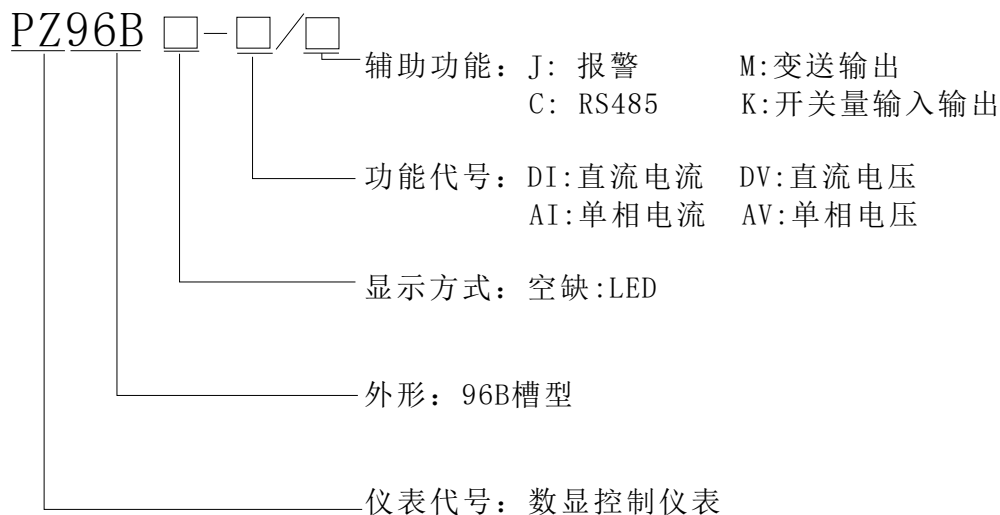 PZ96B □-□/□
辅助功能: J: 报警 M:变送输出
C: RS485 K:开关量输入输出
功能代号: DI:直流电流 DV:直流电压
AI:单相电流 AV:单相电压
显示方式: 空缺:LED
外形: 96B槽型
仪表代号: 数显控制仪表